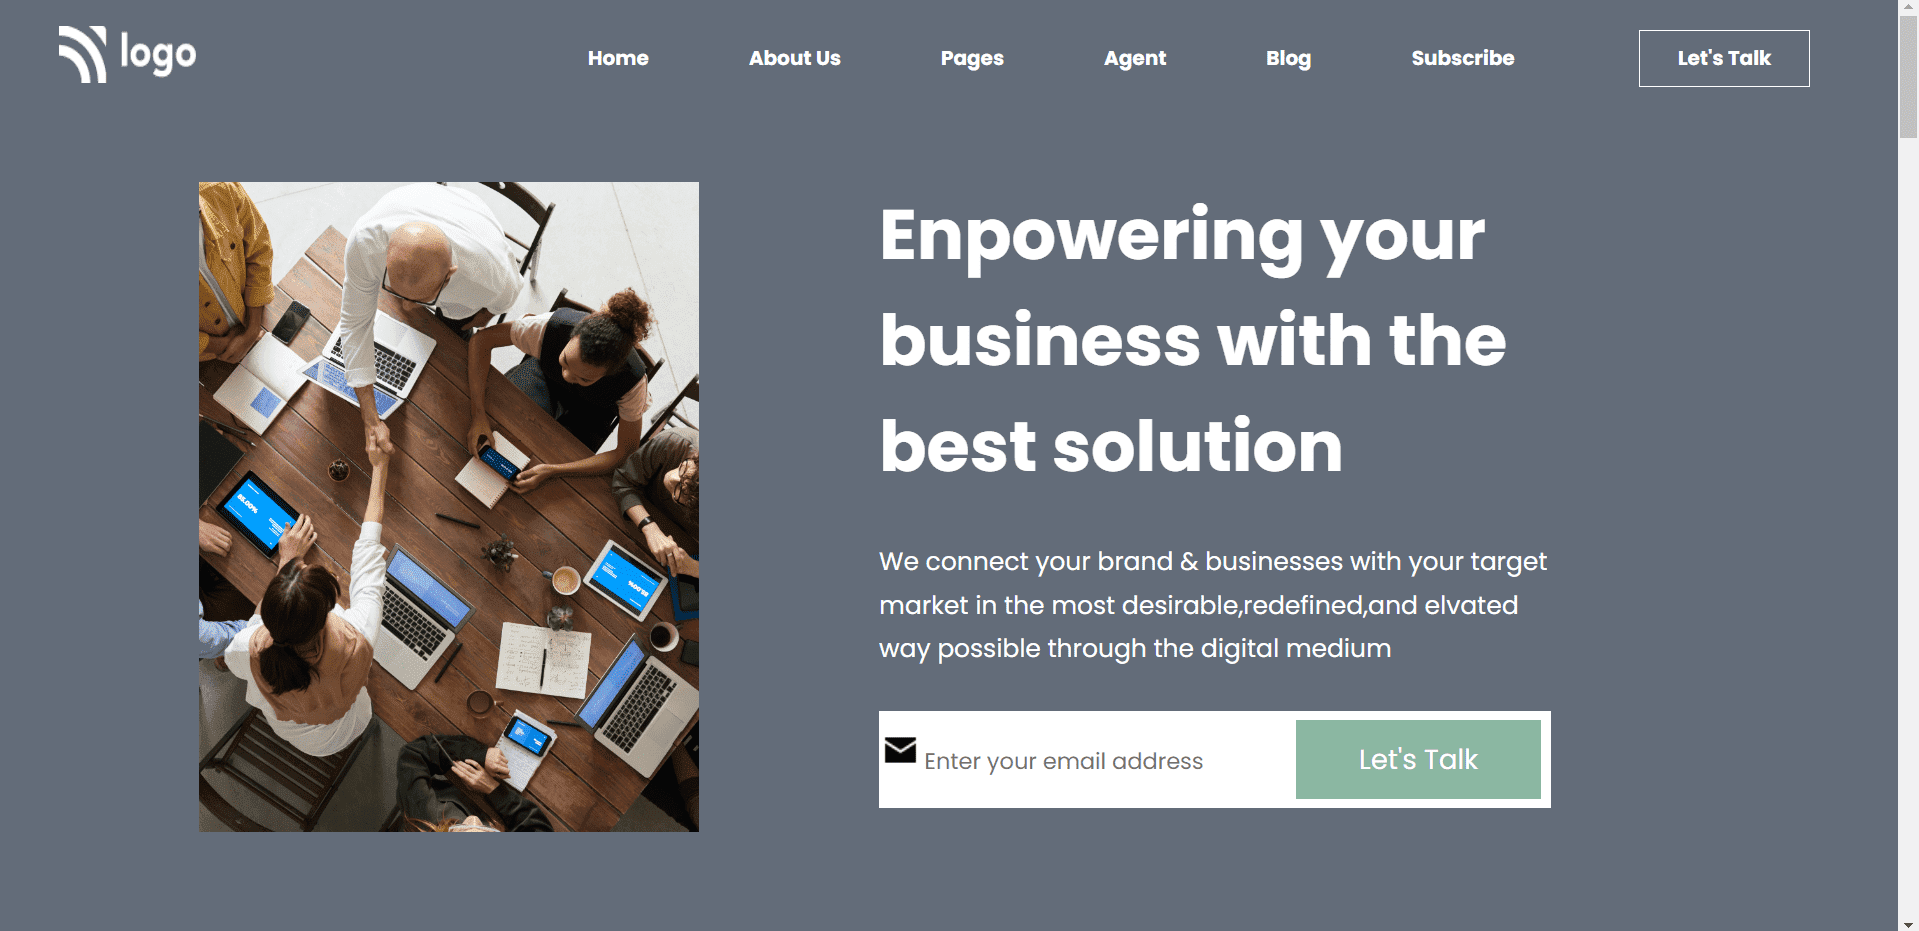 logo
Home
About Us
Pages
Agent
Blog
Subscribe
Let's Talk
Enpowering your
business with the
best solution
We connect your brand & businesses with your target
market in the most desirable,redefined,and elvated
way possible through the digital medium
Enter your email address
Let's Talk